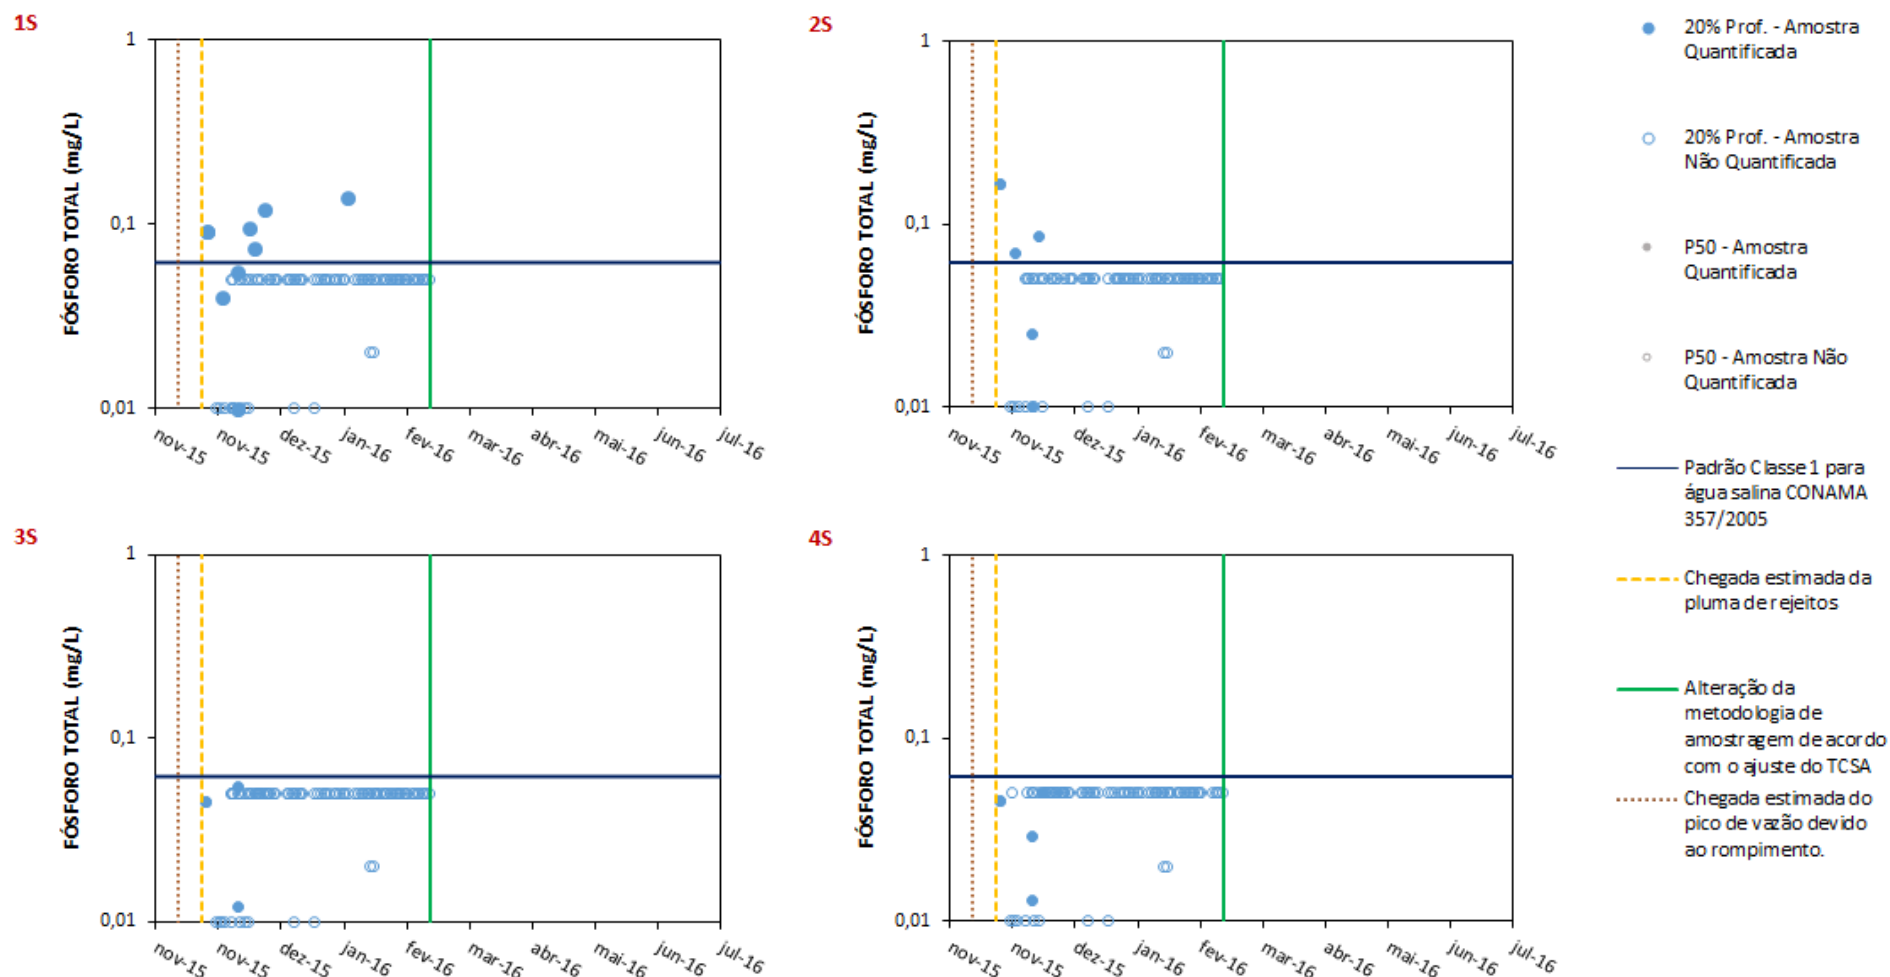 1S
FÓSFORO TOTAL (mg/L)
1
0,1
0,01
nov-15
nov-15
dez-15
jan-16
fev-16
mar-16
abr-16
mai-16
jun-16
jul-16
2S
FÓSFORO TOTAL (mg/L)
1
0,1
0,01
nov-15
nov-15
dez-15
jan-16
fev-16
mar-16
abr-16
mai-16
jun-16
jul-16
3S
FÓSFORO TOTAL (mg/L)
1
0,1
0,01
nov-15
nov-15
dez-15
jan-16
fev-16
mar-16
abr-16
mai-16
jun-16
jul-16
4S
FÓSFORO TOTAL (mg/L)
1
0,1
0,01
nov-15
nov-15
dez-15
jan-16
fev-16
mar-16
abr-16
mai-16
jun-16
jul-16
20% Prof. - Amostra
Quantificada
20% Prof. - Amostra
Não Quantificada
P50 - Amostra
Quantificada
P50 - Amostra Não
Quantificada
Padrão Classe 1 para
água salina CONAMA
357/2005
Chegada estimada da
pluma de rejeitos
Alteração da
metodologia de
amostragem de acordo
com o ajuste do TCSA
Chegada estimada do
pico de vazão devido
ao rompimento.